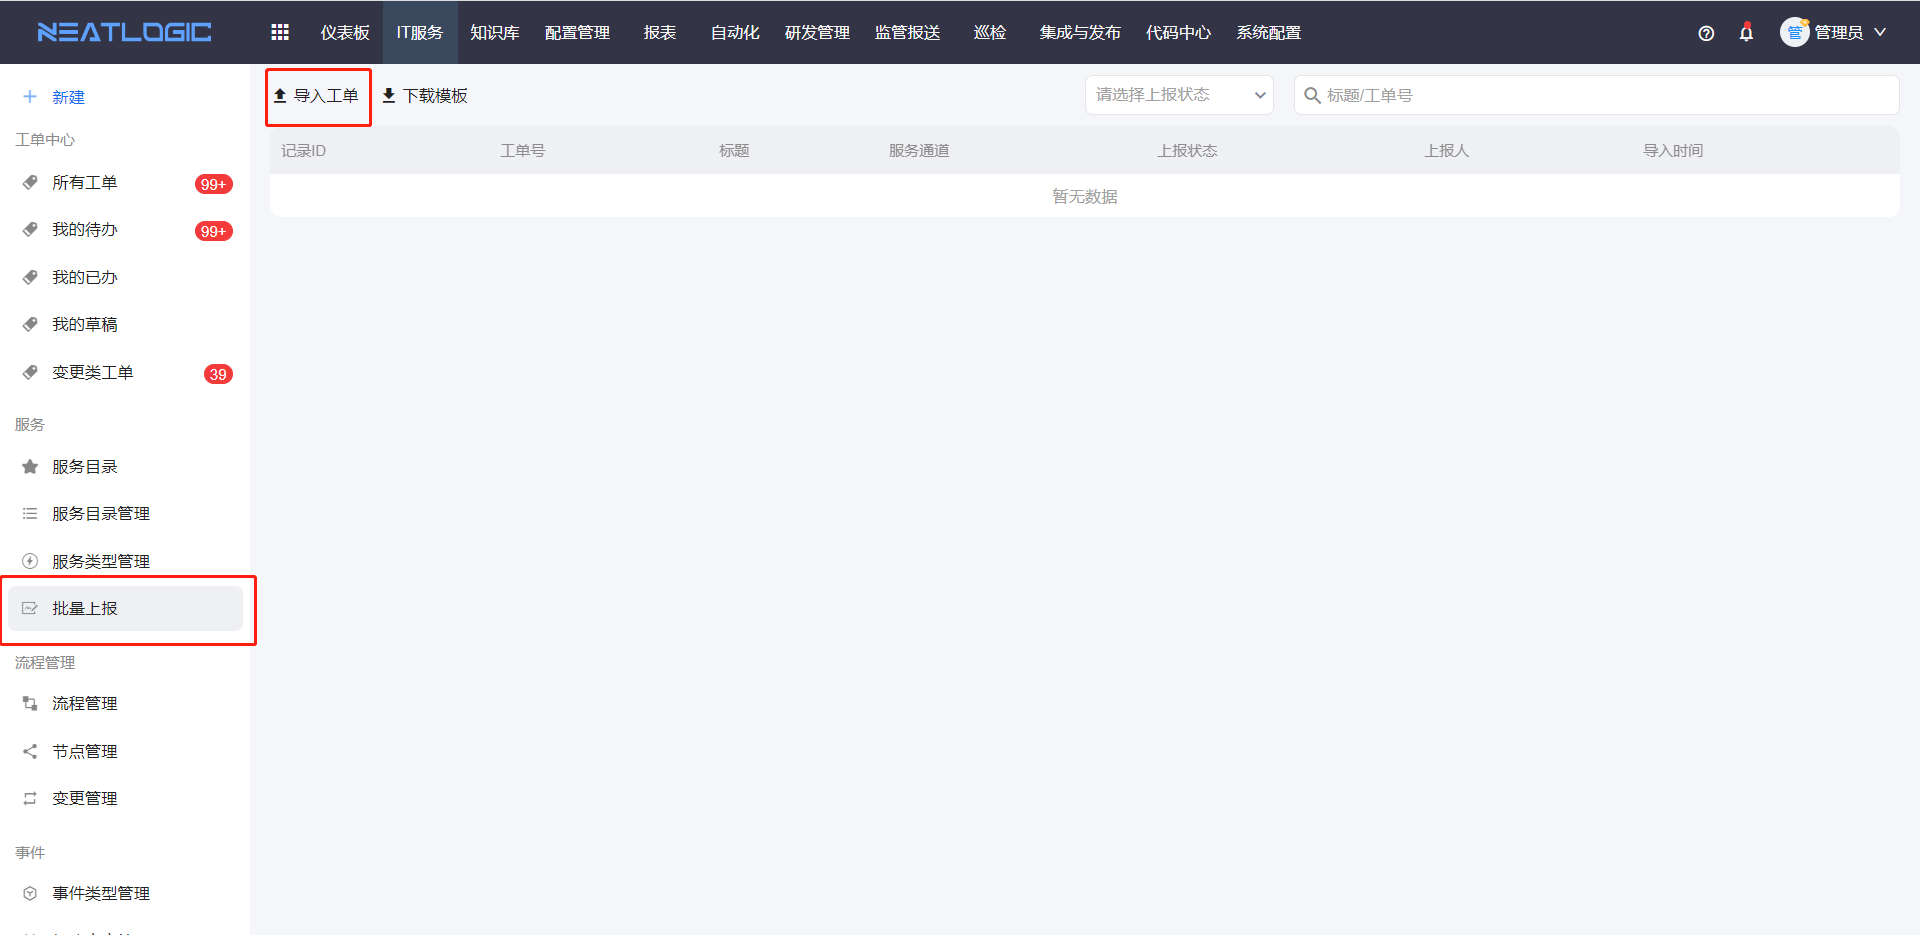 NEATLOGIC 仪表板 IT服务 知识库 配置管理 报表 自动化 研发管理 监管报送 巡检 集成与发布 代码中心 系统配置 管 管理员
新建
导入工单 下载模板 请选择上报状态 标题/工单号
工单中心
记录ID 工单号 标题 服务通道 上报状态 上报人 导入时间
暂无数据
所有工单 99+
我的待办 99+
我的已办
我的草稿
变更类工单 39
服务
服务目录
服务目录管理
服务类型管理
批量上报
流程管理
流程管理
节点管理
变更管理
事件
事件类型管理